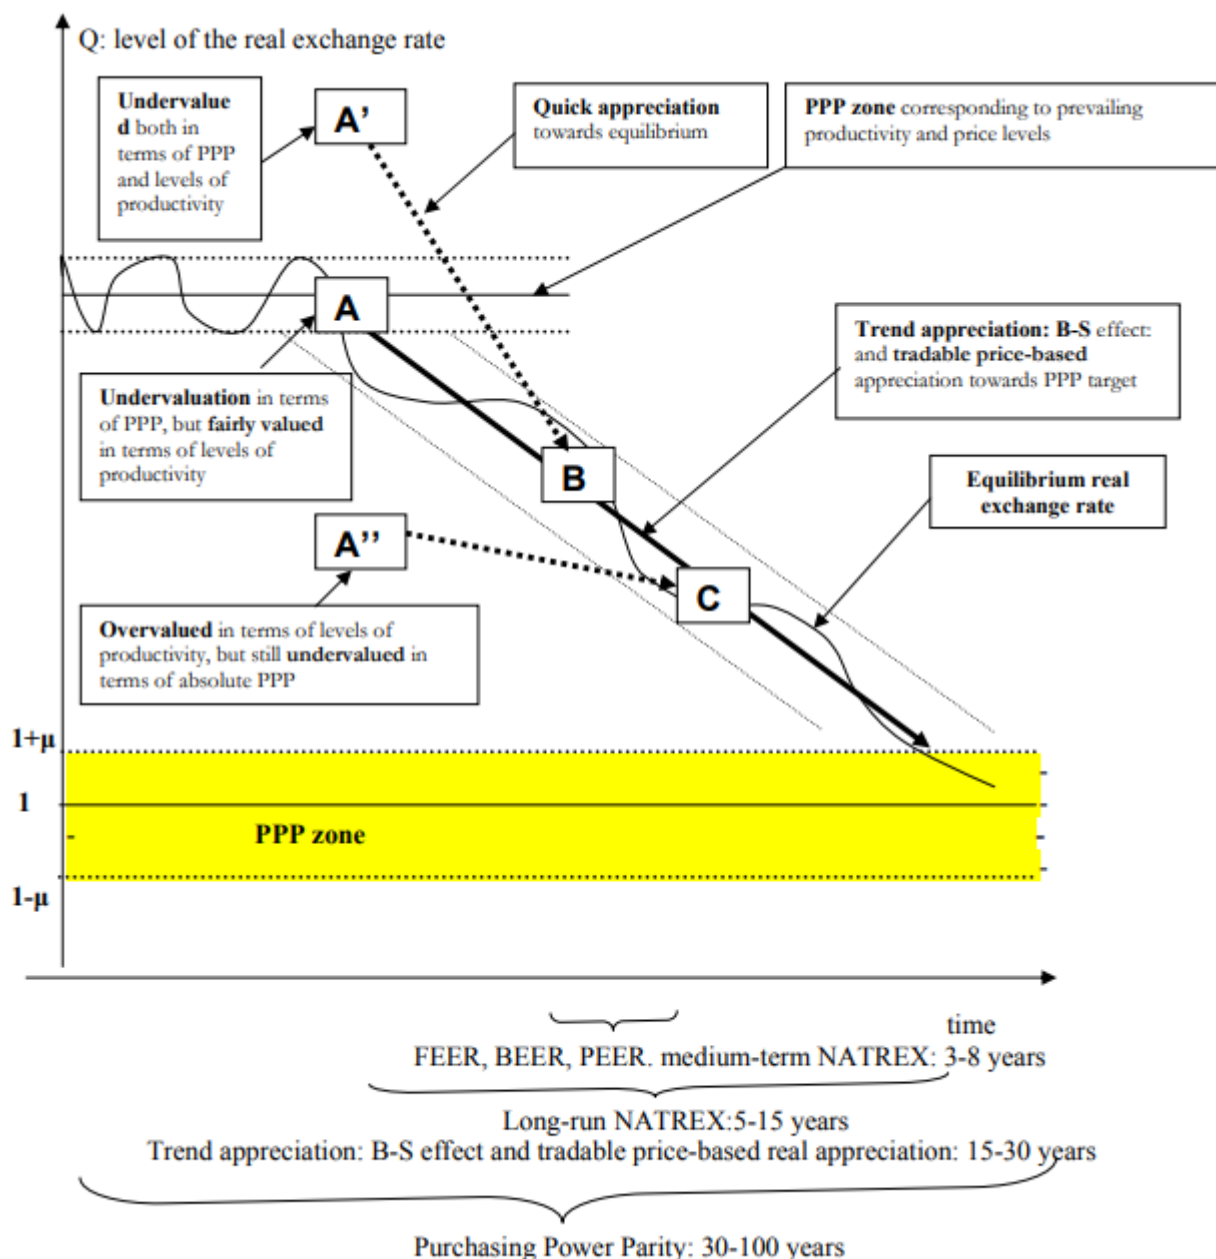 Q: level of the real exchange rate
Undervalue
d both in
terms of PPP
and levels of
productivity
A’
Quick appreciation
towards equilibrium
PPP zone corresponding to prevailing
productivity and price levels
A
Trend appreciation: B-S effect:
and tradable price-based
appreciation towards PPP target
Undervaluation in terms
of PPP, but fairly valued
in terms of levels of
productivity
B
Equilibrium real
exchange rate
A’’
C
Overvalued in terms of levels of
productivity, but still undervalued in
terms of absolute PPP
1+μ
1
PPP zone
1-μ
time
FEER, BEER, PEER. medium-term NATREX: 3-8 years
Long-run NATREX:5-15 years
Trend appreciation: B-S effect and tradable price-based real appreciation: 15-30 years
Purchasing Power Parity: 30-100 years